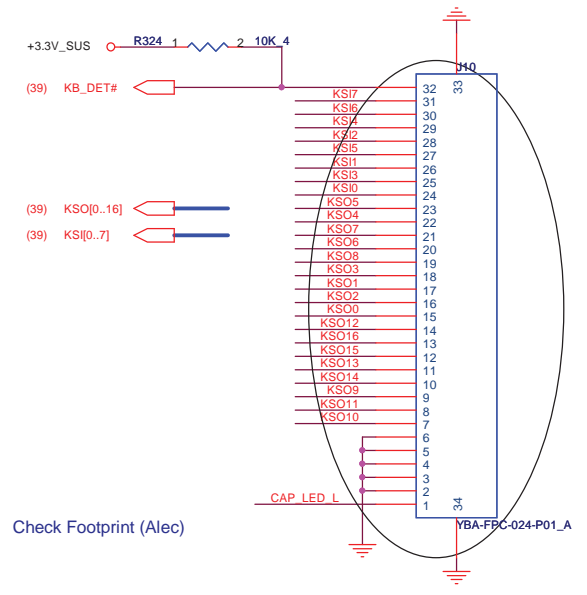 +3.3V_SUS R324 1 2 10K_4
J10
(39) KB_DET# 32 33
KSI7 31
KSI6 30
KSI4 29
KSI2 28
KSI5 27
KSI1 26
KSI3 25
KSI0 24
KSO5 23
(39) KSO[0..16] KSO4 22
KSO7 21
(39) KSI[0..7] KSO6 20
KSO8 19
KSO3 18
KSO1 17
KSO2 16
KSO0 15
KSO12 14
KSO16 13
KSO15 12
KSO13 11
KSO14 10
KSO9 9
KSO11 8
KSO10 7
6
5
4
3
2
CAP_LED_L 1 34
Check Footprint (Alec) YBA-FPC-024-P01_A